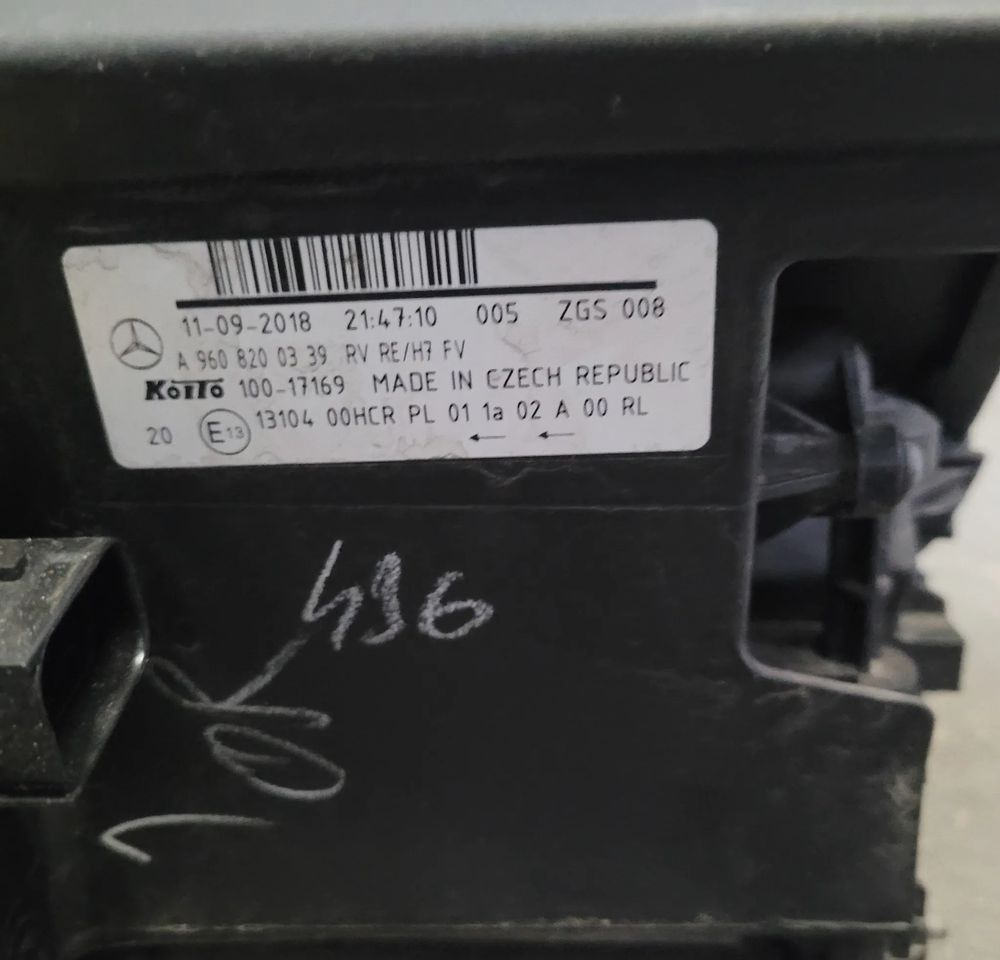 11-09-2018 21:47:10 005 ZGS 008
A 960 820 03 39 RV RE/H7 FV
KOITO 100-17169 MADE IN CZECH REPUBLIC
20 E13 13104 00HCR PL 01 1a 02 A 00 RL
496